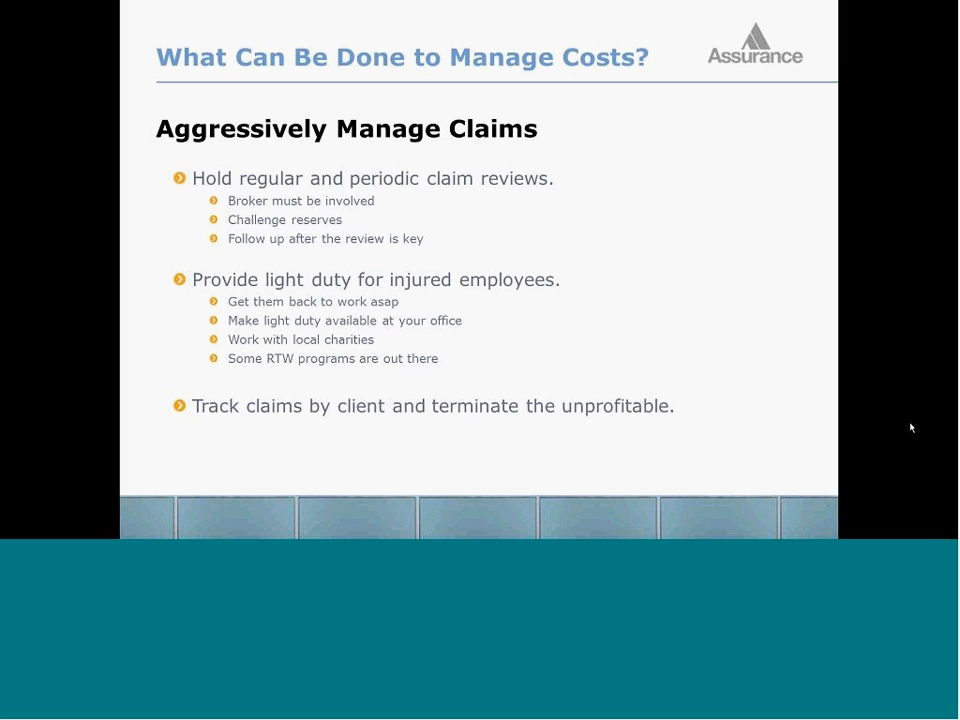 What Can Be Done to Manage Costs?
Assurance
Aggressively Manage Claims
Hold regular and periodic claim reviews.
Broker must be involved
Challenge reserves
Follow up after the review is key
Provide light duty for injured employees.
Get them back to work asap
Make light duty available at your office
Work with local charities
Some RTW programs are out there
Track claims by client and terminate the unprofitable.